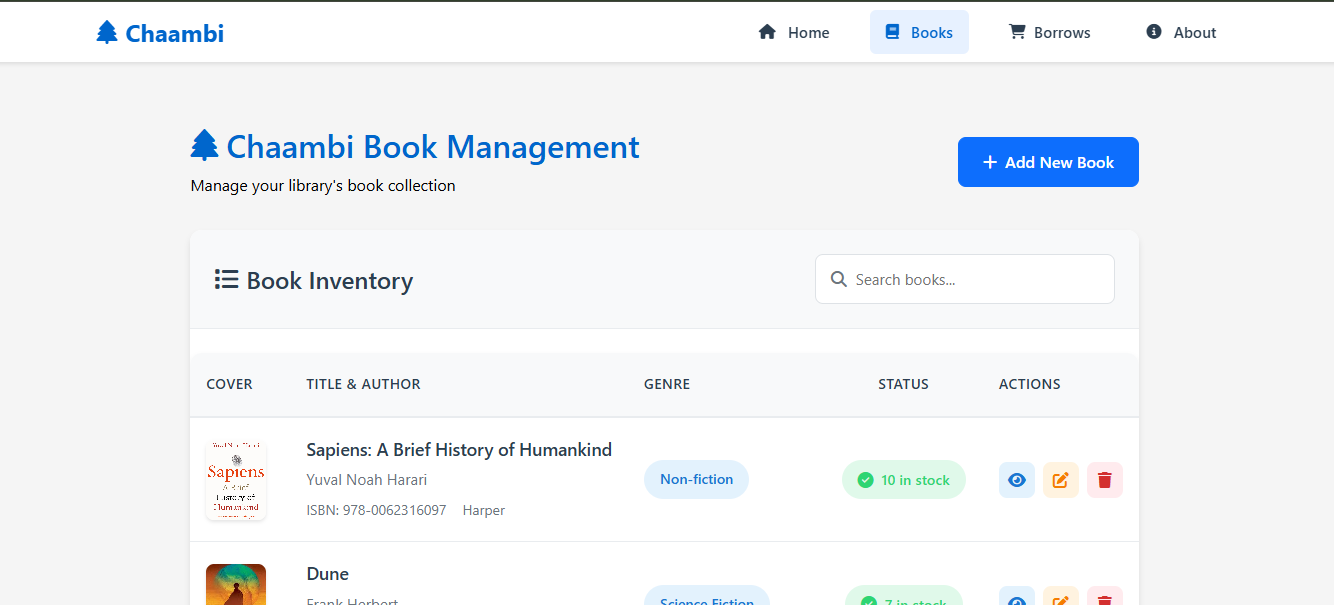 Chaambi
Home
Books
Borrows
About
Chaambi Book Management
Manage your library's book collection
+ Add New Book
Book Inventory
Search books...
COVER TITLE & AUTHOR GENRE STATUS ACTIONS
Sapiens
A Brief
History of
Humankind
Sapiens: A Brief History of Humankind
Yuval Noah Harari
ISBN: 978-0062316097 Harper
Non-fiction
10 in stock
Dune
Frank Herbert
Science Fiction
7 in stock